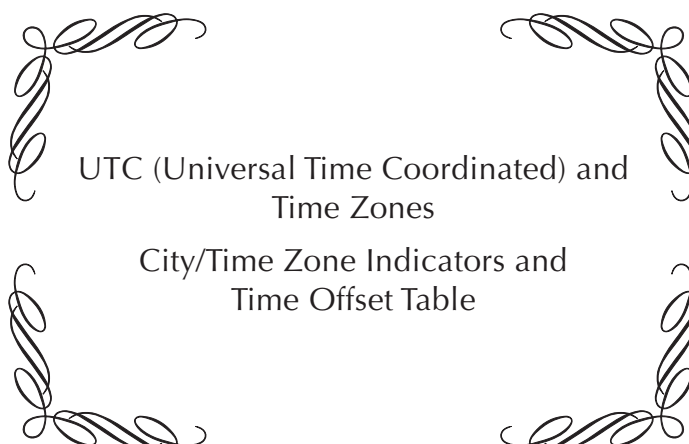 UTC (Universal Time Coordinated) and
Time Zones
City/Time Zone Indicators and
Time Offset Table